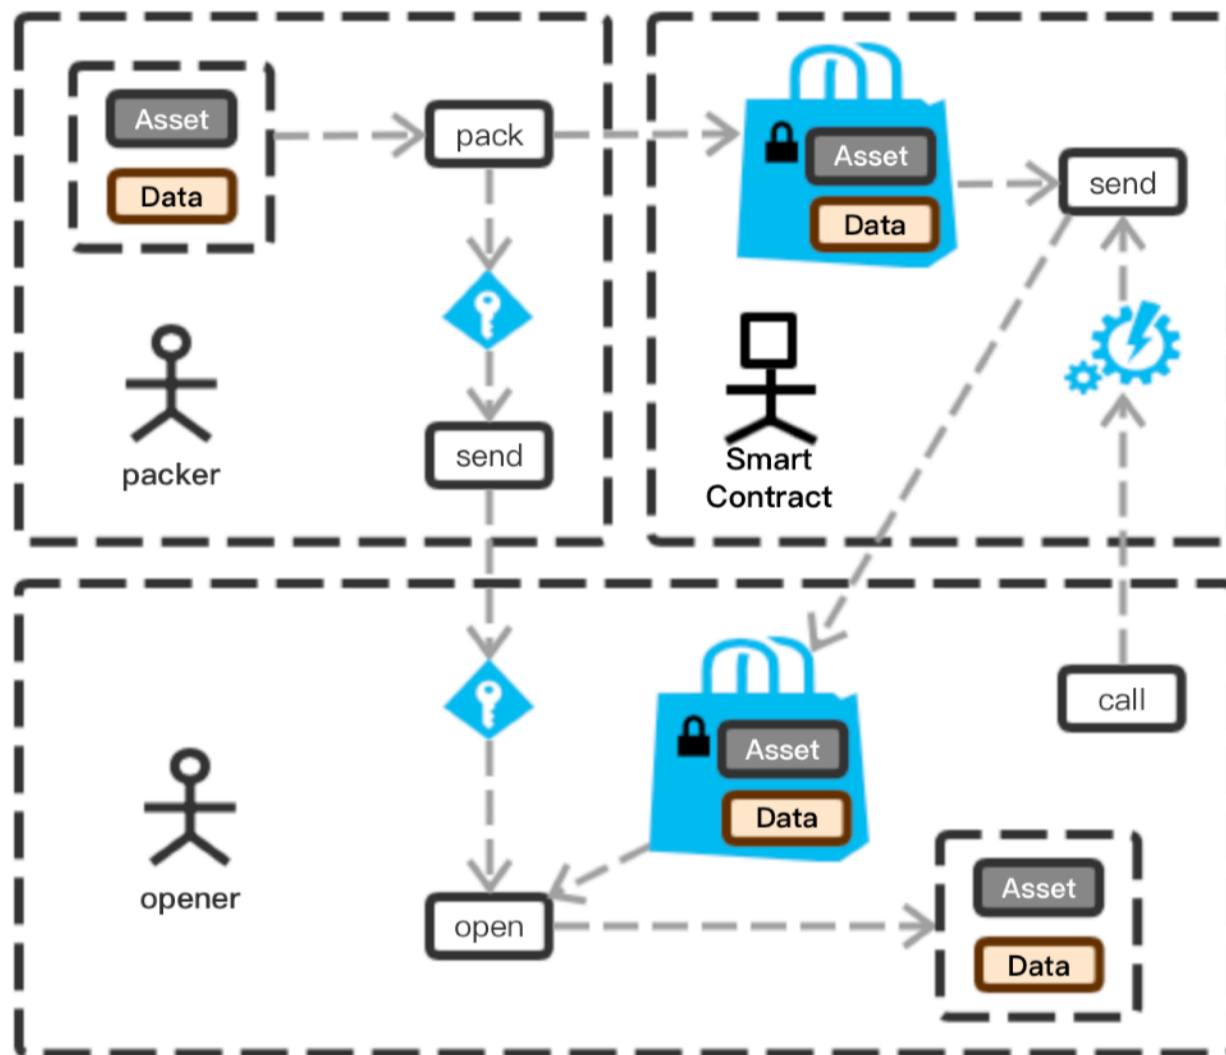 Asset
Data
pack
send
packer
Asset
Data
send
Smart
Contract
Asset
Data
call
opener
open
Asset
Data